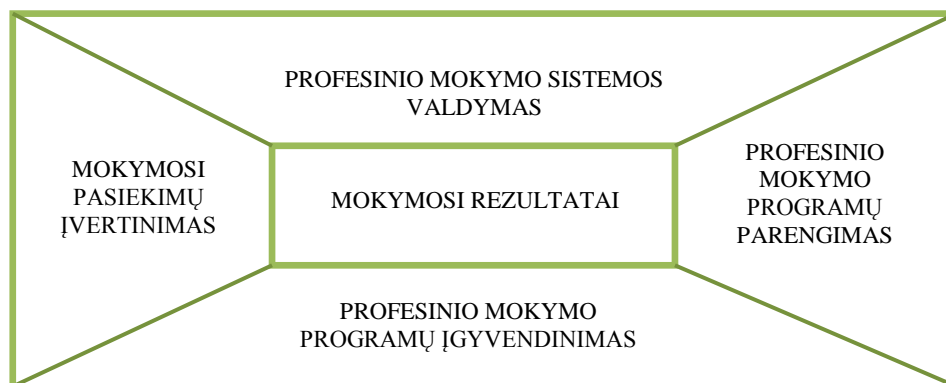 PROFESINIO MOKYMO SISTEMOS
VALDYMAS
MOKYMOSI
PASIEKIMŲ
ĮVERTINIMAS
MOKYMOSI REZULTATAI
PROFESINIO
MOKYMO
PROGRAMŲ
PARENGIMAS
PROFESINIO MOKYMO
PROGRAMŲ ĮGYVENDINIMAS